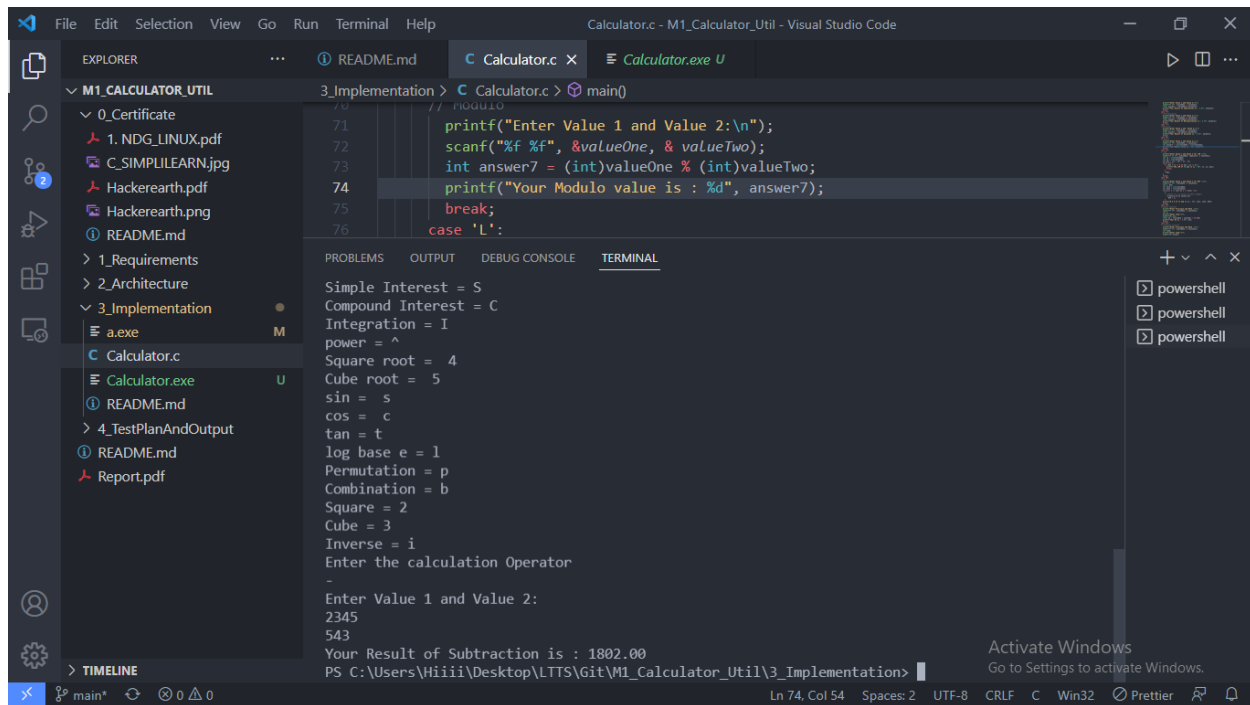 File Edit Selection View Go Run Terminal Help
Calculator.c - M1_Calculator_Util - Visual Studio Code
EXPLORER
README.md
C Calculator.c
Calculator.exe U
M1_CALCULATOR_UTIL
3_Implementation > C Calculator.c > main()
0_Certificate
1. NDG_LINUX.pdf
C_SIMPLILEARN.jpg
Hackerearth.pdf
Hackerearth.png
README.md
1_Requirements
2_Architecture
3_Implementation
a.exe M
C Calculator.c
Calculator.exe U
README.md
4_TestPlanAndOutput
README.md
Report.pdf
2
TIMELINE
70 // Modulo
71 printf("Enter Value 1 and Value 2:\n");
72 scanf("%f %f", &valueOne, & valueTwo);
73 int answer7 = (int)valueOne % (int)valueTwo;
74 printf("Your Modulo value is : %d", answer7);
75 break;
76 case 'L':
PROBLEMS OUTPUT DEBUG CONSOLE TERMINAL
Simple Interest = S
Compound Interest = C
Integration = I
power = ^
Square root =  4
Cube root =  5
sin =  s
cos =  c
tan = t
log base e = l
Permutation = p
Combination = b
Square = 2
Cube = 3
Inverse = i
Enter the calculation Operator
-
Enter Value 1 and Value 2:
2345
543
Your Result of Subtraction is : 1802.00
PS C:\Users\Hiiii\Desktop\LTTS\Git\M1_Calculator_Util\3_Implementation>
powershell
powershell
powershell
Activate Windows
Go to Settings to activate Windows.
main* 0 0
Ln 74, Col 54 Spaces: 2 UTF-8 CRLF C Win32 Prettier